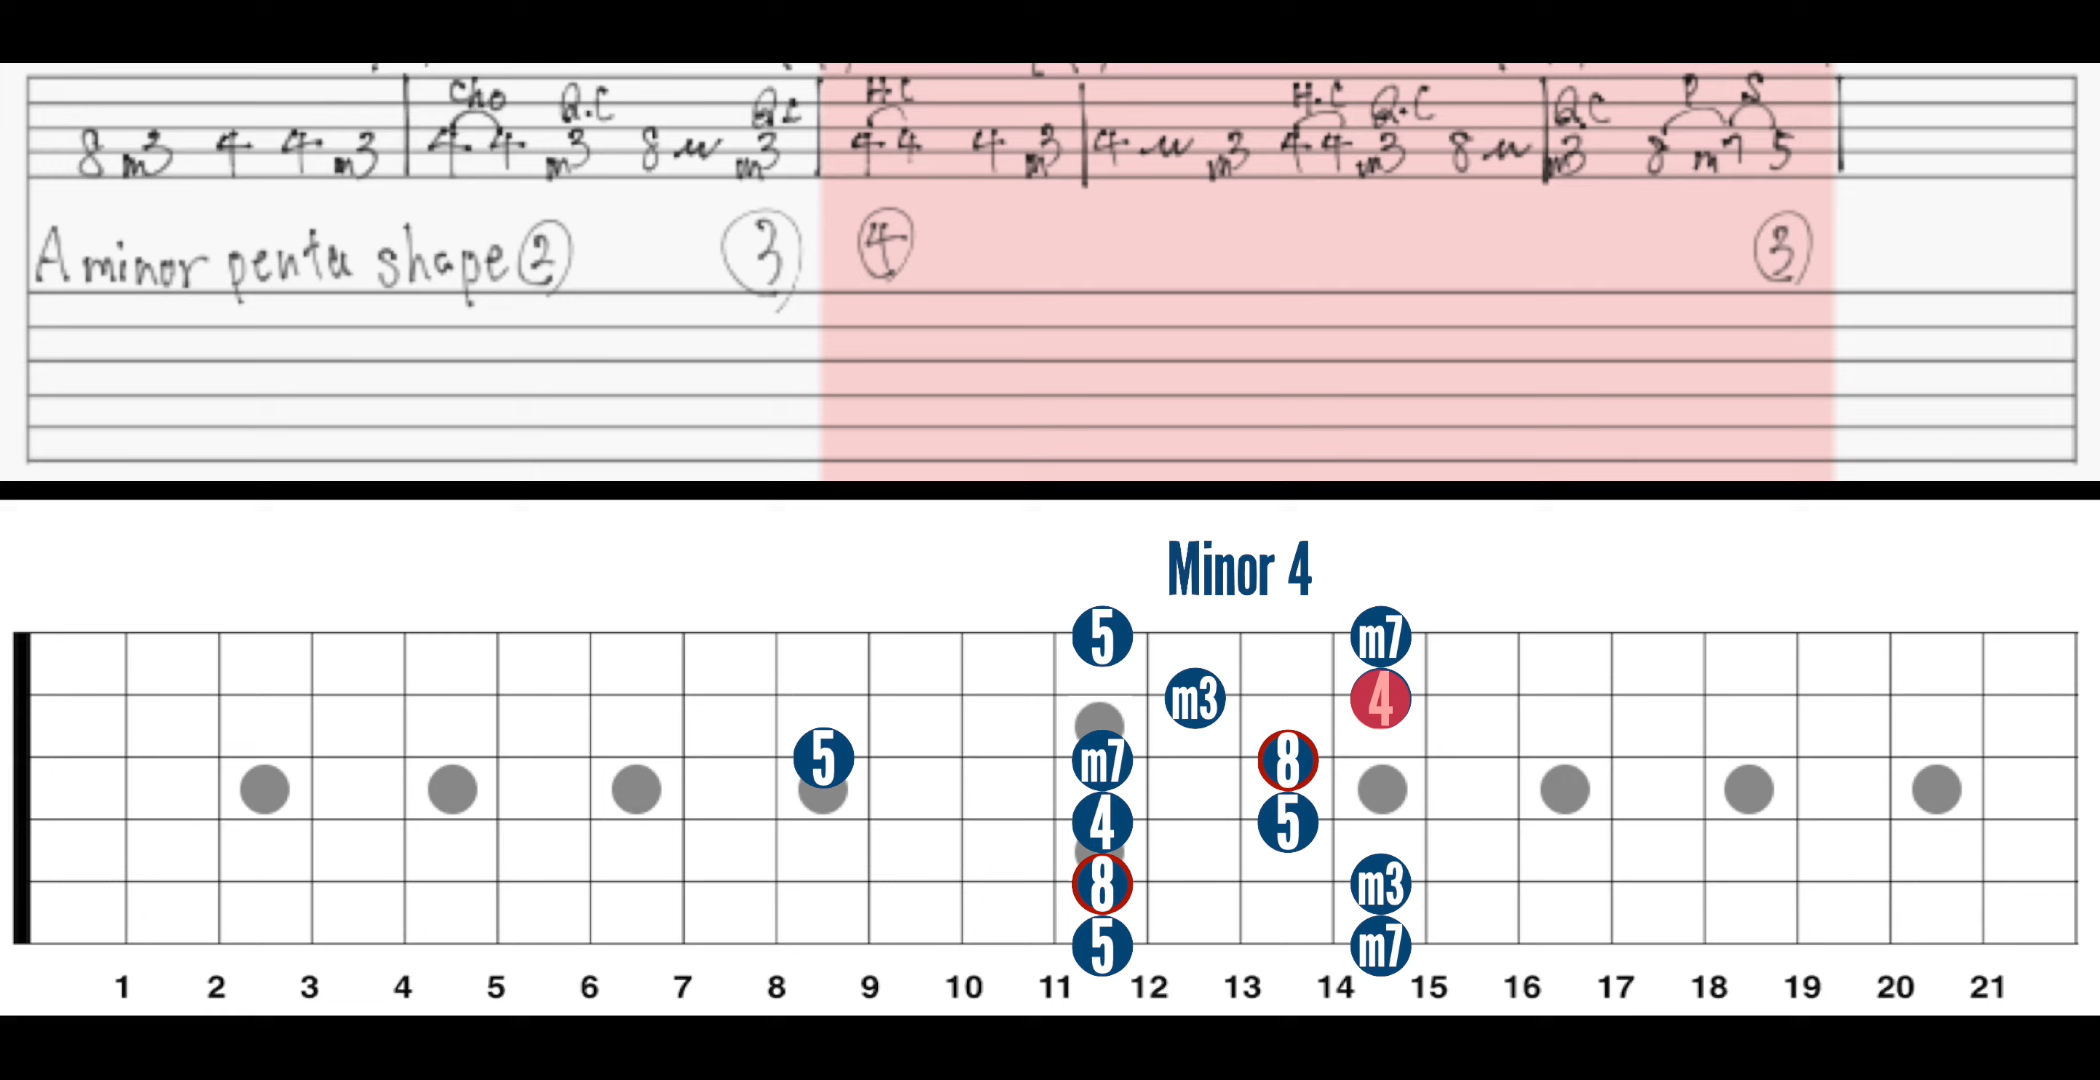 Cho Q.C Q.C H.C H.C Q.C Q.C P S
8 m3 4 4 m3 4 4 m3 8 m3 4 4 4 m3 4 m3 4 4 m3 8 m3 8 m7 5
A minor penta shape 2 3 4 3
Minor 4
5 m7
m3 4
5 m7 8
4 5
8 m3
5 m7
1 2 3 4 5 6 7 8 9 10 11 12 13 14 15 16 17 18 19 20 21